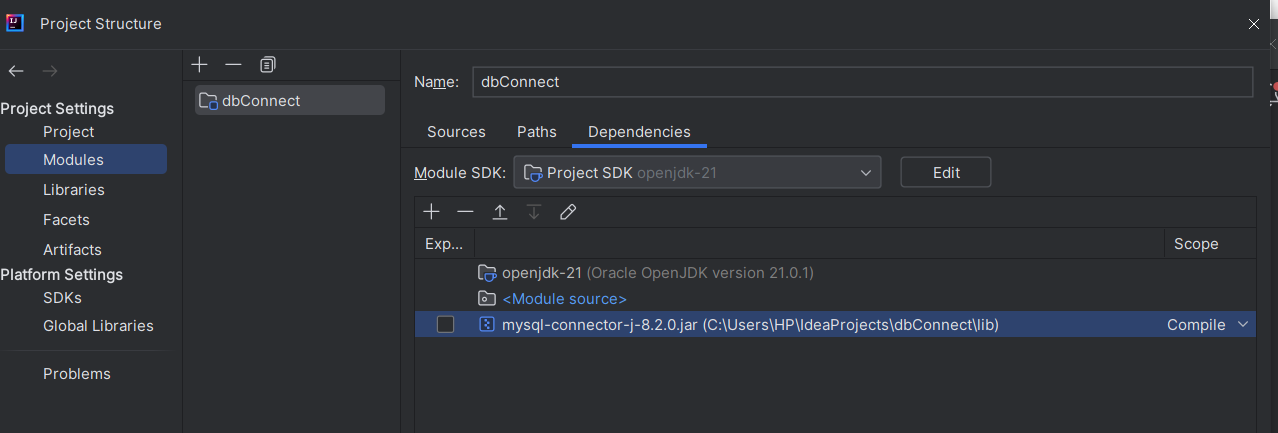 Project Structure
Project Settings
Project
Modules
Libraries
Facets
Artifacts
Platform Settings
SDKs
Global Libraries
Problems
dbConnect
Name: dbConnect
Sources Paths Dependencies
Module SDK: Project SDK openjdk-21 Edit
Exp... Scope
openjdk-21 (Oracle OpenJDK version 21.0.1)
<Module source>
mysql-connector-j-8.2.0.jar (C:\Users\HP\IdeaProjects\dbConnect\lib) Compile